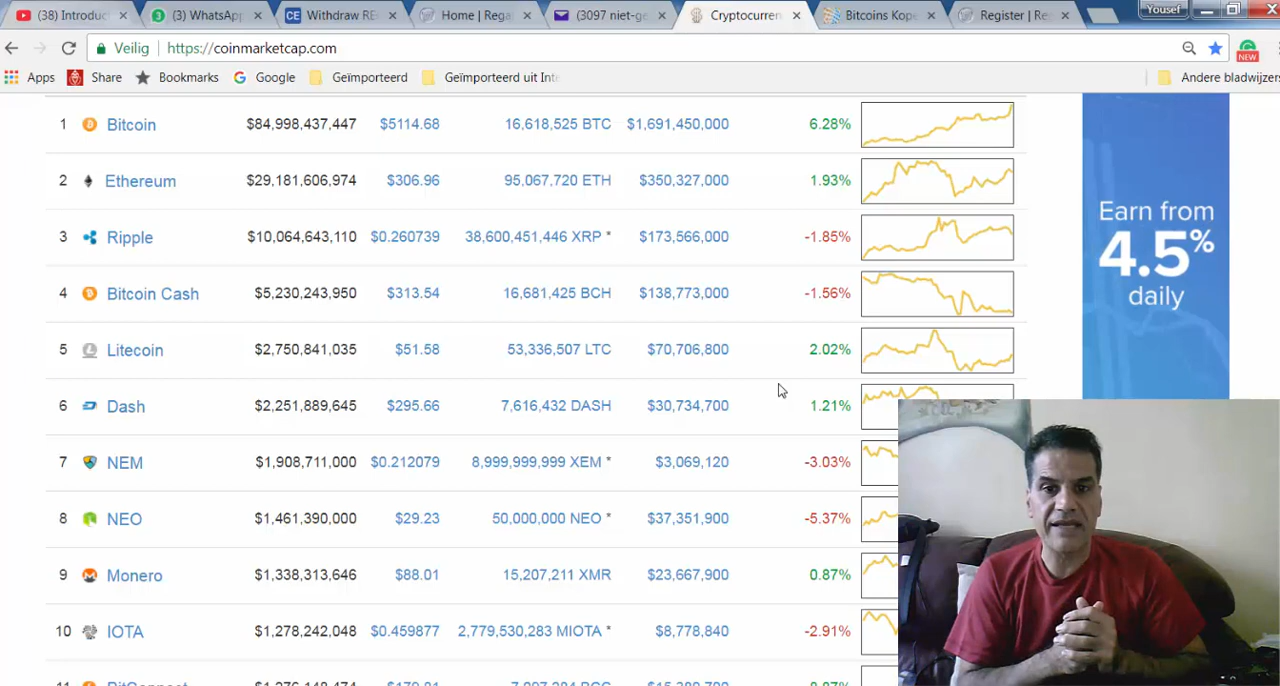 (38) Introduc
(3) WhatsApp
Withdraw RE
Home | Rega
(3097 niet-ge
Cryptocurren
Bitcoins Kope
Register | Re
Yousef
Veilig https://coinmarketcap.com
NEW
Apps Share Bookmarks Google Geïmporteerd Geïmporteerd uit Inte Andere bladwijzers
1 Bitcoin $84,998,437,447 $5114.68 16,618,525 BTC $1,691,450,000 6.28%
2 Ethereum $29,181,606,974 $306.96 95,067,720 ETH $350,327,000 1.93%
3 Ripple $10,064,643,110 $0.260739 38,600,451,446 XRP * $173,566,000 -1.85%
4 Bitcoin Cash $5,230,243,950 $313.54 16,681,425 BCH $138,773,000 -1.56%
5 Litecoin $2,750,841,035 $51.58 53,336,507 LTC $70,706,800 2.02%
6 Dash $2,251,889,645 $295.66 7,616,432 DASH $30,734,700 1.21%
7 NEM $1,908,711,000 $0.212079 8,999,999,999 XEM * $3,069,120 -3.03%
8 NEO $1,461,390,000 $29.23 50,000,000 NEO * $37,351,900 -5.37%
9 Monero $1,338,313,646 $88.01 15,207,211 XMR $23,667,900 0.87%
10 IOTA $1,278,242,048 $0.459877 2,779,530,283 MIOTA * $8,778,840 -2.91%
Earn from
4.5%
daily